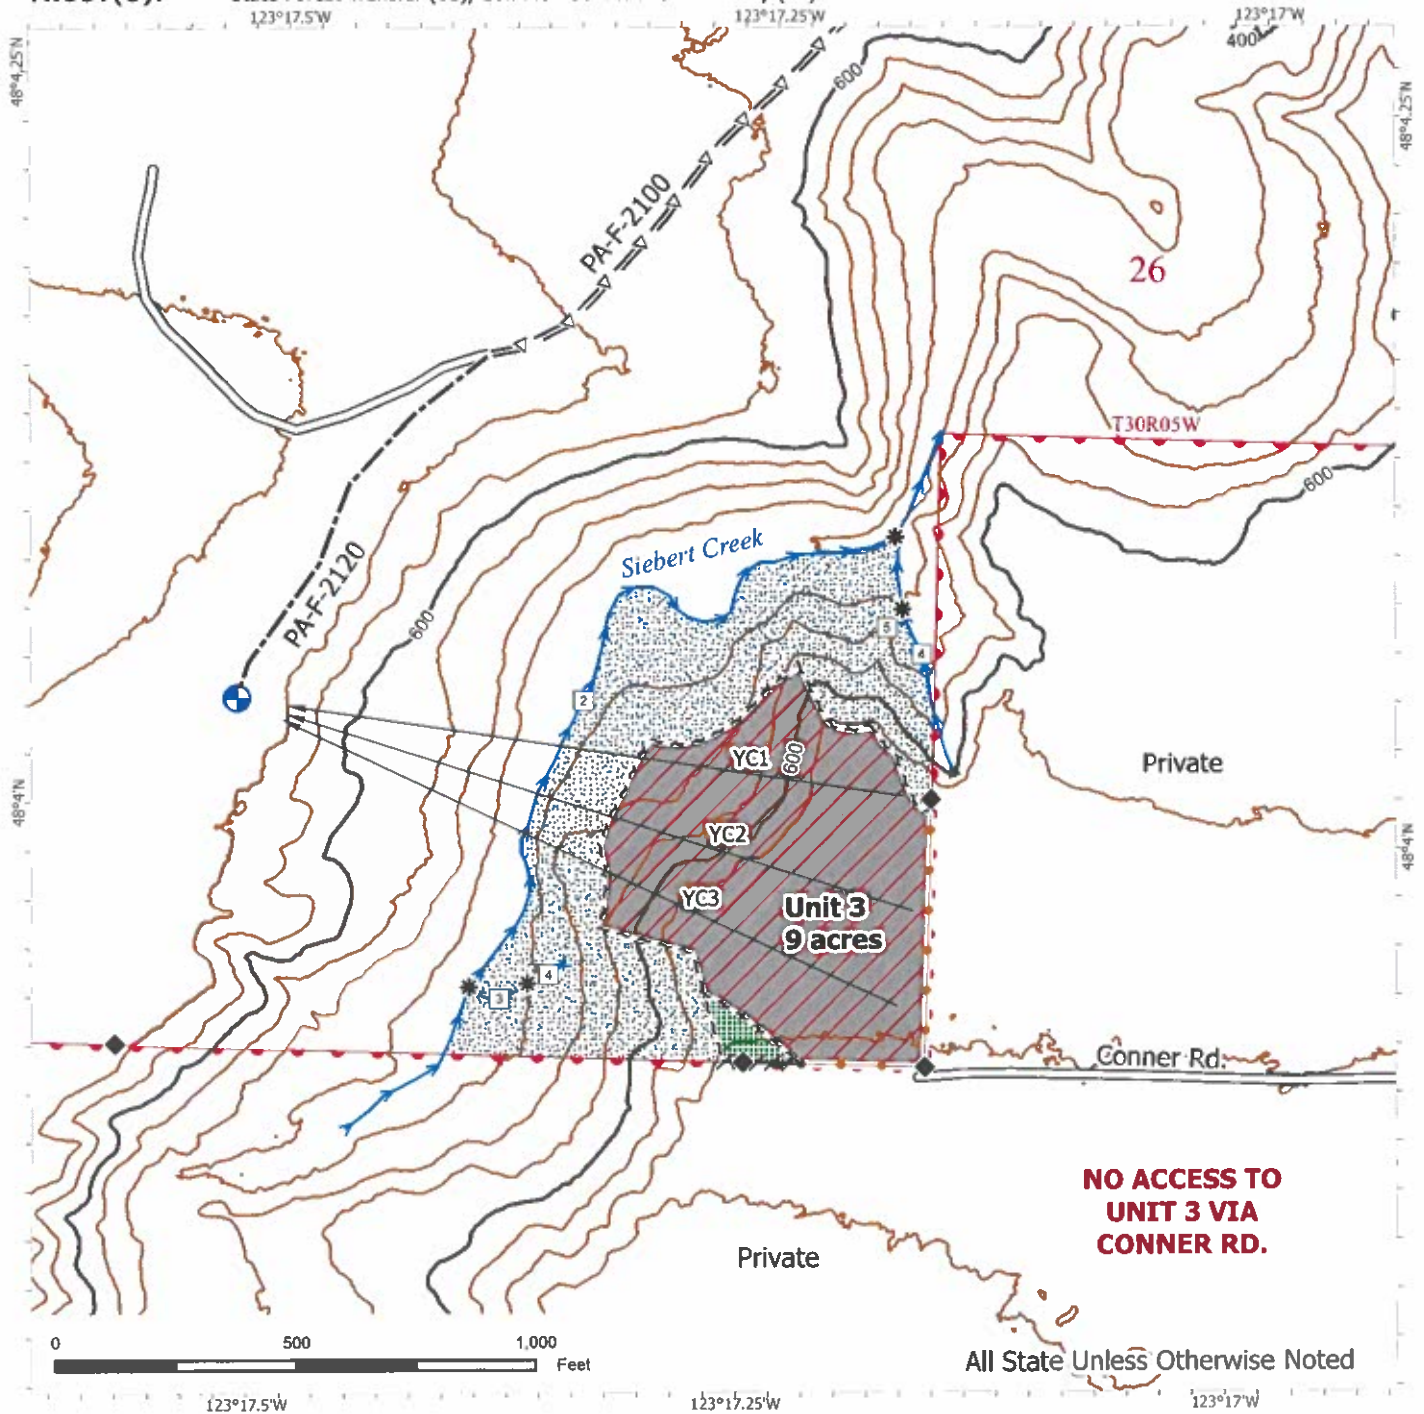 123°17.5'W
123°17.25'W
123°17'W
48°4.25'N
48°4.25'N
400
600
PA-F-2100
26
T30R05W
600
Siebert Creek
PA-F-2120
600
5
4
2
Private
YC1
600
48°4'N
48°4'N
YC2
YC3
Unit 3
9 acres
4
3
Conner Rd.
NO ACCESS TO
UNIT 3 VIA
CONNER RD.
Private
0 500 1,000
Feet
All State Unless Otherwise Noted
123°17.5'W
123°17.25'W
123°17'W